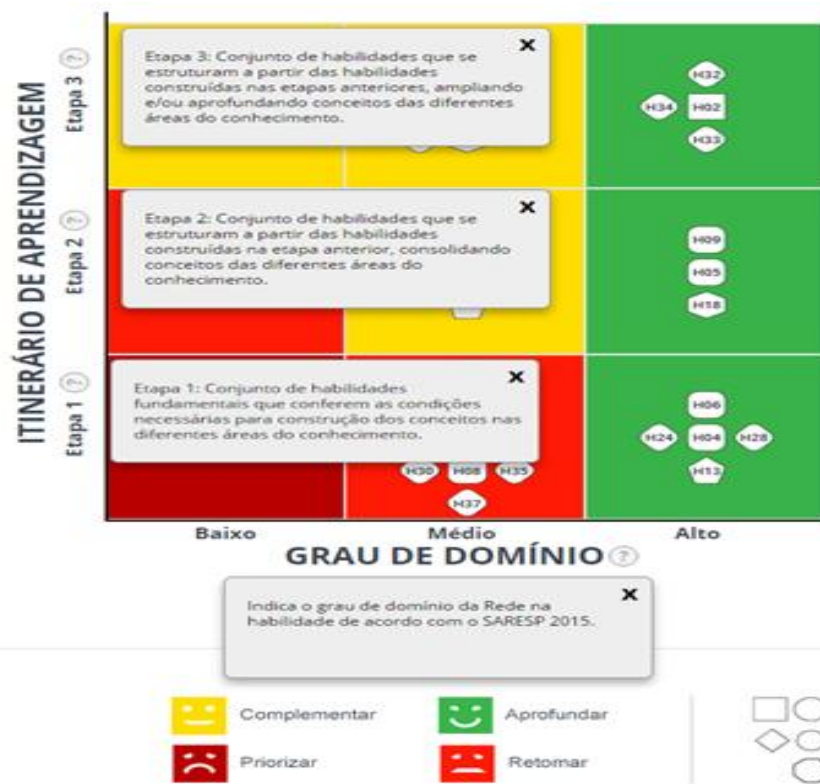 ITINERÁRIO DE APRENDIZAGEM
Etapa 3 ?
Etapa 3: Conjunto de habilidades que se
estruturam a partir das habilidades
construídas nas etapas anteriores, ampliando
e/ou aprofundando conceitos das diferentes
áreas do conhecimento.
H32
H34 H02
H33
Etapa 2 ?
Etapa 2: Conjunto de habilidades que se
estruturam a partir das habilidades
construídas na etapa anterior, consolidando
conceitos das diferentes áreas do
conhecimento.
H09
H05
H18
Etapa 1 ?
Etapa 1: Conjunto de habilidades
fundamentais que conferem as condições
necessárias para construção dos conceitos nas
diferentes áreas do conhecimento.
H06
H24 H04 H28
H13
H30 H08 H35
H37
Baixo Médio Alto
GRAU DE DOMÍNIO ?
Indica o grau de domínio da Rede na
habilidade de acordo com o SARESP 2015.
Complementar Aprofundar
Priorizar Retomar